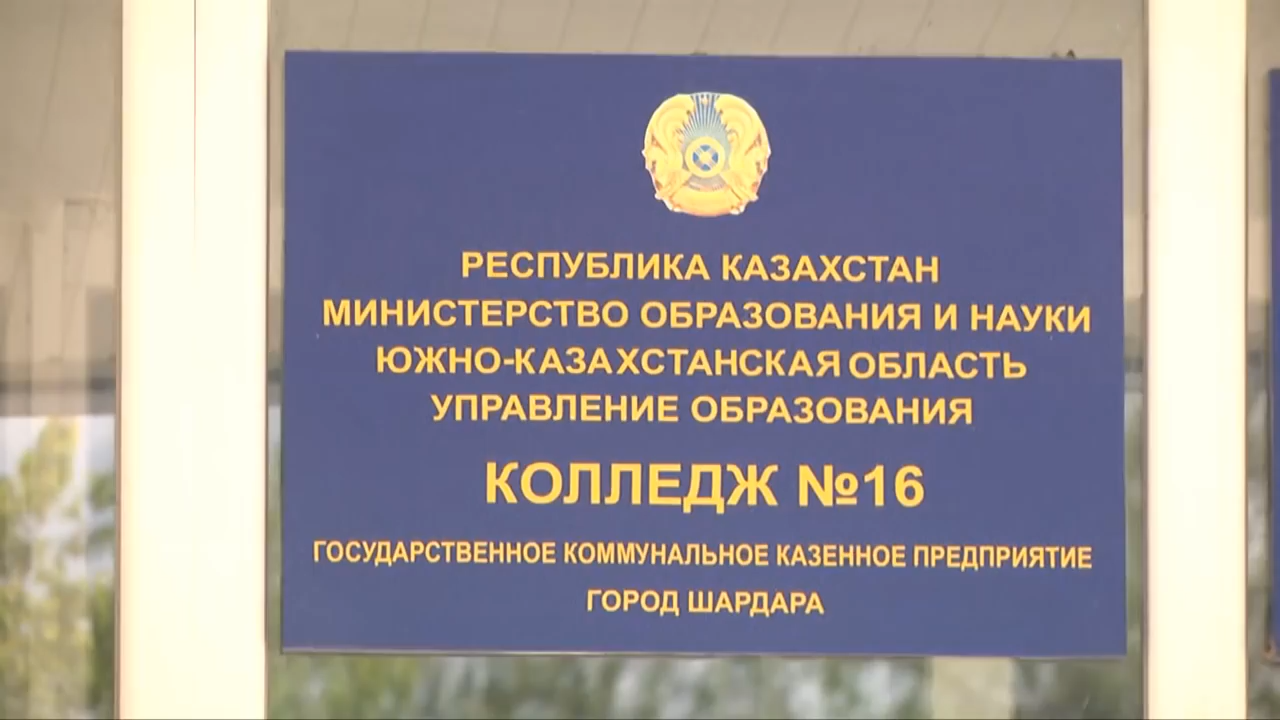 РЕСПУБЛИКА КАЗАХСТАН
МИНИСТЕРСТВО ОБРАЗОВАНИЯ И НАУКИ
ЮЖНО-КАЗАХСТАНСКАЯ ОБЛАСТЬ
УПРАВЛЕНИЕ ОБРАЗОВАНИЯ
КОЛЛЕДЖ №16
ГОСУДАРСТВЕННОЕ КОММУНАЛЬНОЕ КАЗЕННОЕ ПРЕДПРИЯТИЕ
ГОРОД ШАРДАРА